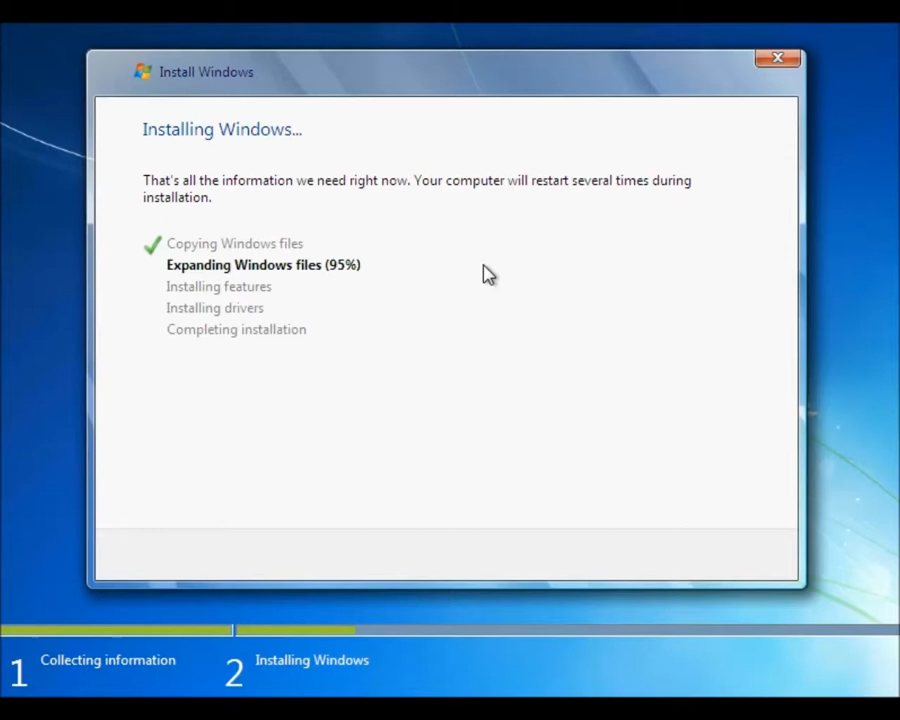 Install Windows
Installing Windows...
That's all the information we need right now. Your computer will restart several times during
installation.
Copying Windows files
Expanding Windows files (95%)
Installing features
Installing drivers
Completing installation
1 Collecting information
2 Installing Windows